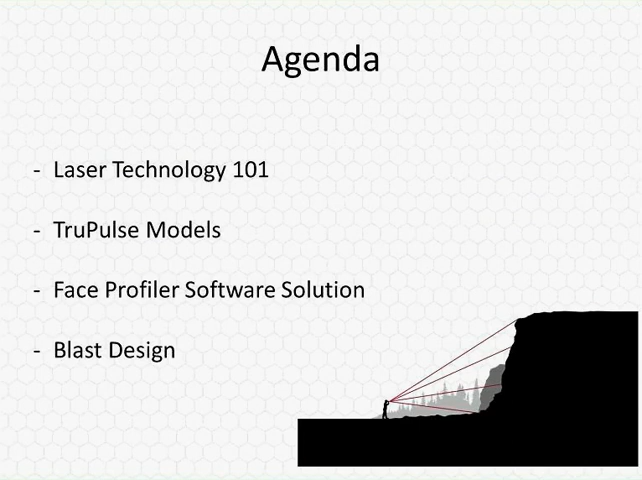 Agenda
- Laser Technology 101
- TruPulse Models
- Face Profiler Software Solution
- Blast Design